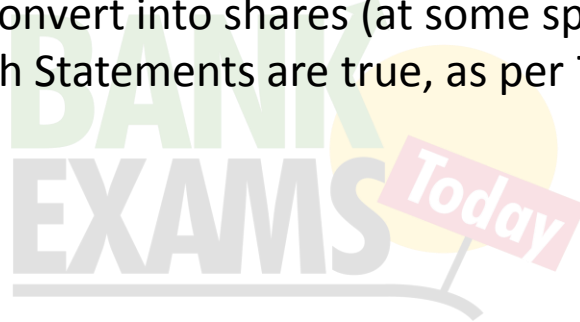 onvert into shares (at some sp
h Statements are true, as per
BANK
EXAMS
Today